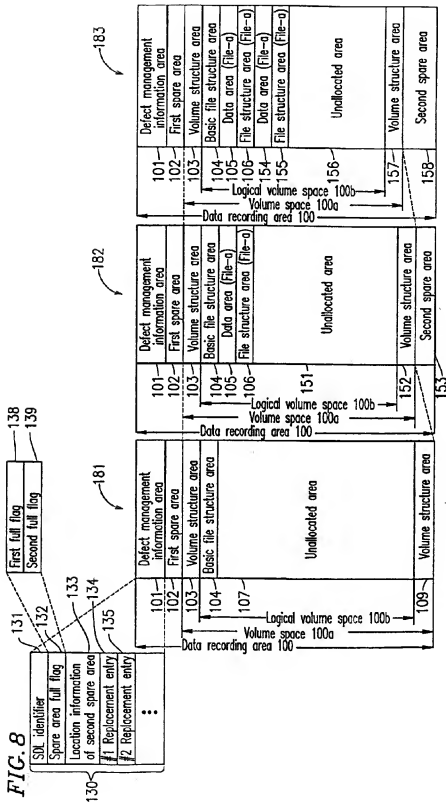 FIG. 8
138
First full flag
Second full flag
139
131
132
133
134
135
SDL identifier
Spare area full flag
Location information
of second spare area
#1 Replacement entry
#2 Replacement entry
130
181
Defect management
information area
First spare area
Volume structure area
Basic file structure area
Unallocated area
Volume structure area
101
102
103
104
107
109
Logical volume space 100b
Volume space 100a
Data recording area 100
182
Defect management
information area
First spare area
Volume structure area
Basic file structure area
Data area (File-a)
File structure area (File-a)
Unallocated area
Volume structure area
Second spare area
101
102
103
104
105
106
151
152
153
Logical volume space 100b
Volume space 100a
Data recording area 100
183
Defect management
information area
First spare area
Volume structure area
Basic file structure area
Data area (File-a)
File structure area (File-a)
Data area (File-a)
File structure area (File-a)
Unallocated area
Volume structure area
Second spare area
101
102
103
104
105
106
154
155
156
157
158
Logical volume space 100b
Volume space 100a
Data recording area 100